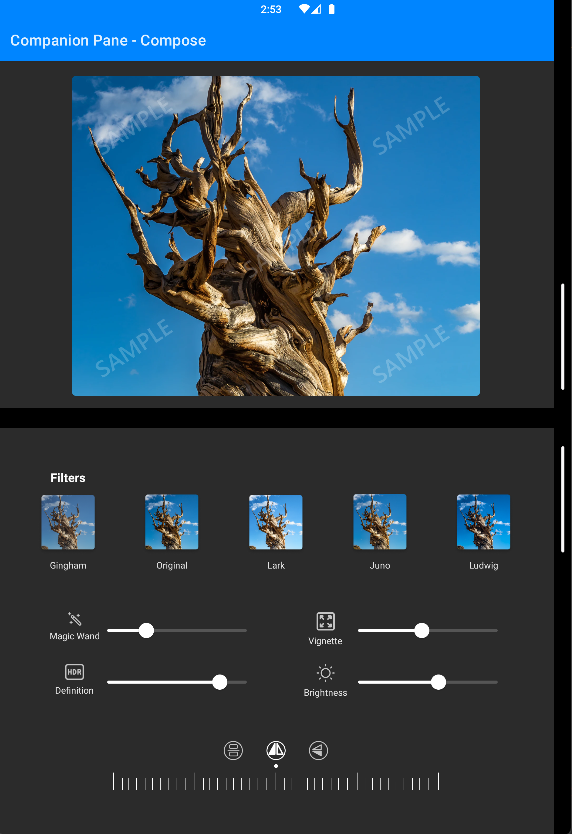 2:53
Companion Pane - Compose
SAMPLE
SAMPLE
SAMPLE
SAMPLE
Filters
Gingham
Original
Lark
Juno
Ludwig
Magic Wand
Vignette
HDR
Definition
Brightness